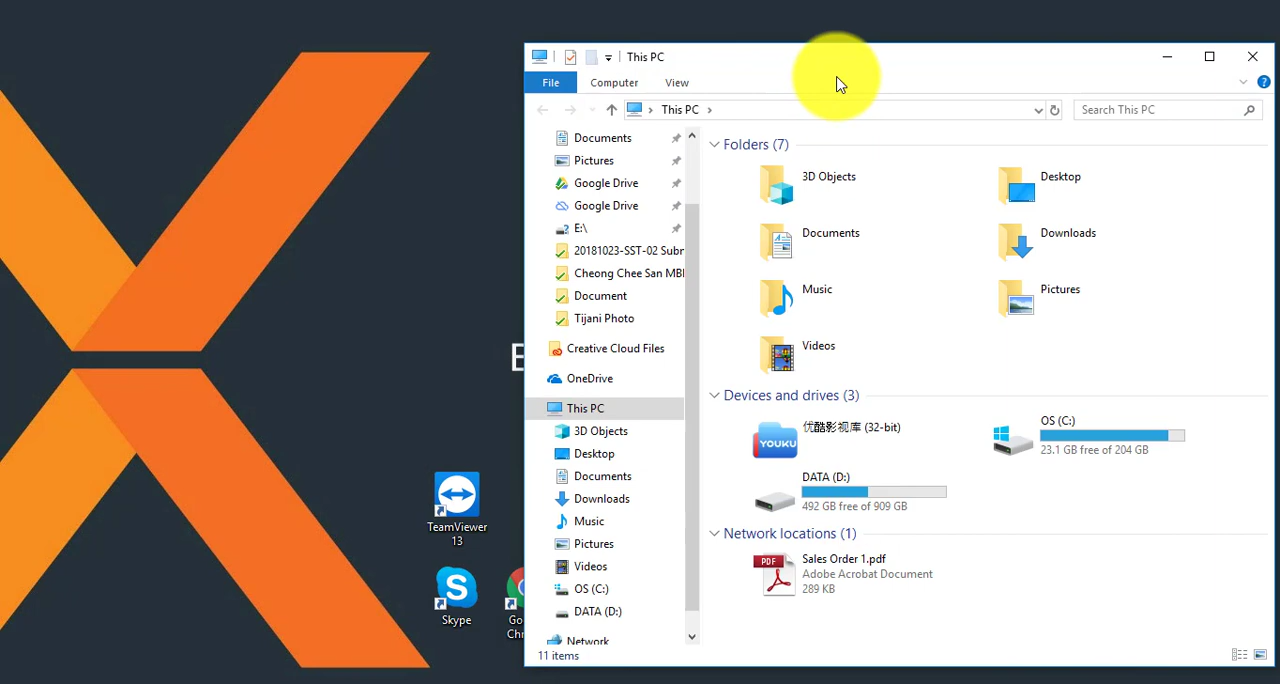 This PC
File Computer View
This PC
Search This PC
Documents
Pictures
Google Drive
Google Drive
E:\
20181023-SST-02 Subm
Cheong Chee San MBI
Document
Tijani Photo
Creative Cloud Files
OneDrive
This PC
3D Objects
Desktop
Documents
Downloads
Music
Pictures
Videos
OS (C:)
DATA (D:)
Network
11 items
Folders (7)
3D Objects
Desktop
Documents
Downloads
Music
Pictures
Videos
Devices and drives (3)
优酷影视库 (32-bit)
YOUKU
OS (C:)
23.1 GB free of 204 GB
DATA (D:)
492 GB free of 909 GB
Network locations (1)
PDF
Sales Order 1.pdf
Adobe Acrobat Document
289 KB
TeamViewer
13
S
Skype
Go
Chr